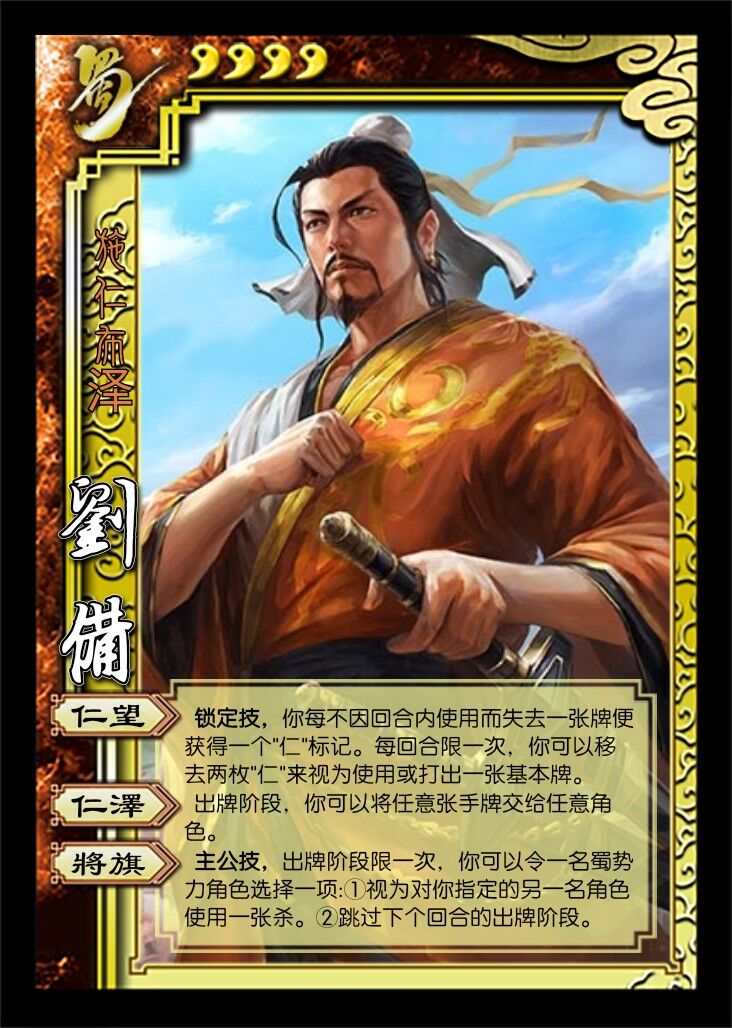 蜀
施仁布泽
劉備
仁望
锁定技，你每不因回合内使用而失去一张牌便
获得一个"仁"标记。每回合限一次，你可以移
去两枚"仁"来视为使用或打出一张基本牌。
仁澤
出牌阶段，你可以将任意张手牌交给任意角
色。
將旗
主公技，出牌阶段限一次，你可以令一名蜀势
力角色选择一项:①视为对你指定的另一名角色
使用一张杀。②跳过下个回合的出牌阶段。